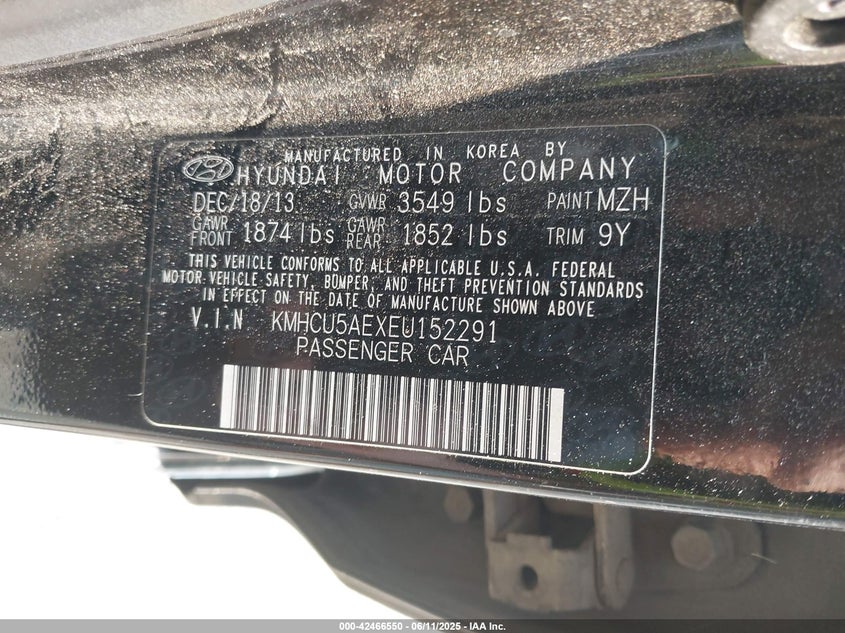 MANUFACTURED IN KOREA BY
HYUNDAI MOTOR COMPANY
DEC/18/13 GVWR 3549 lbs PAINT MZH
GAWR FRONT 1874 lbs GAWR REAR 1852 lbs TRIM 9Y
THIS VEHICLE CONFORMS TO ALL APPLICABLE U.S.A. FEDERAL
MOTOR VEHICLE SAFETY, BUMPER, AND THEFT PREVENTION STANDARDS
IN EFFECT ON THE DATE OF MANUFACTURE SHOWN ABOVE
V.I.N KMHCU5AEXEU152291
PASSENGER CAR
000-42466550 - 06/11/2025 - IAA Inc.